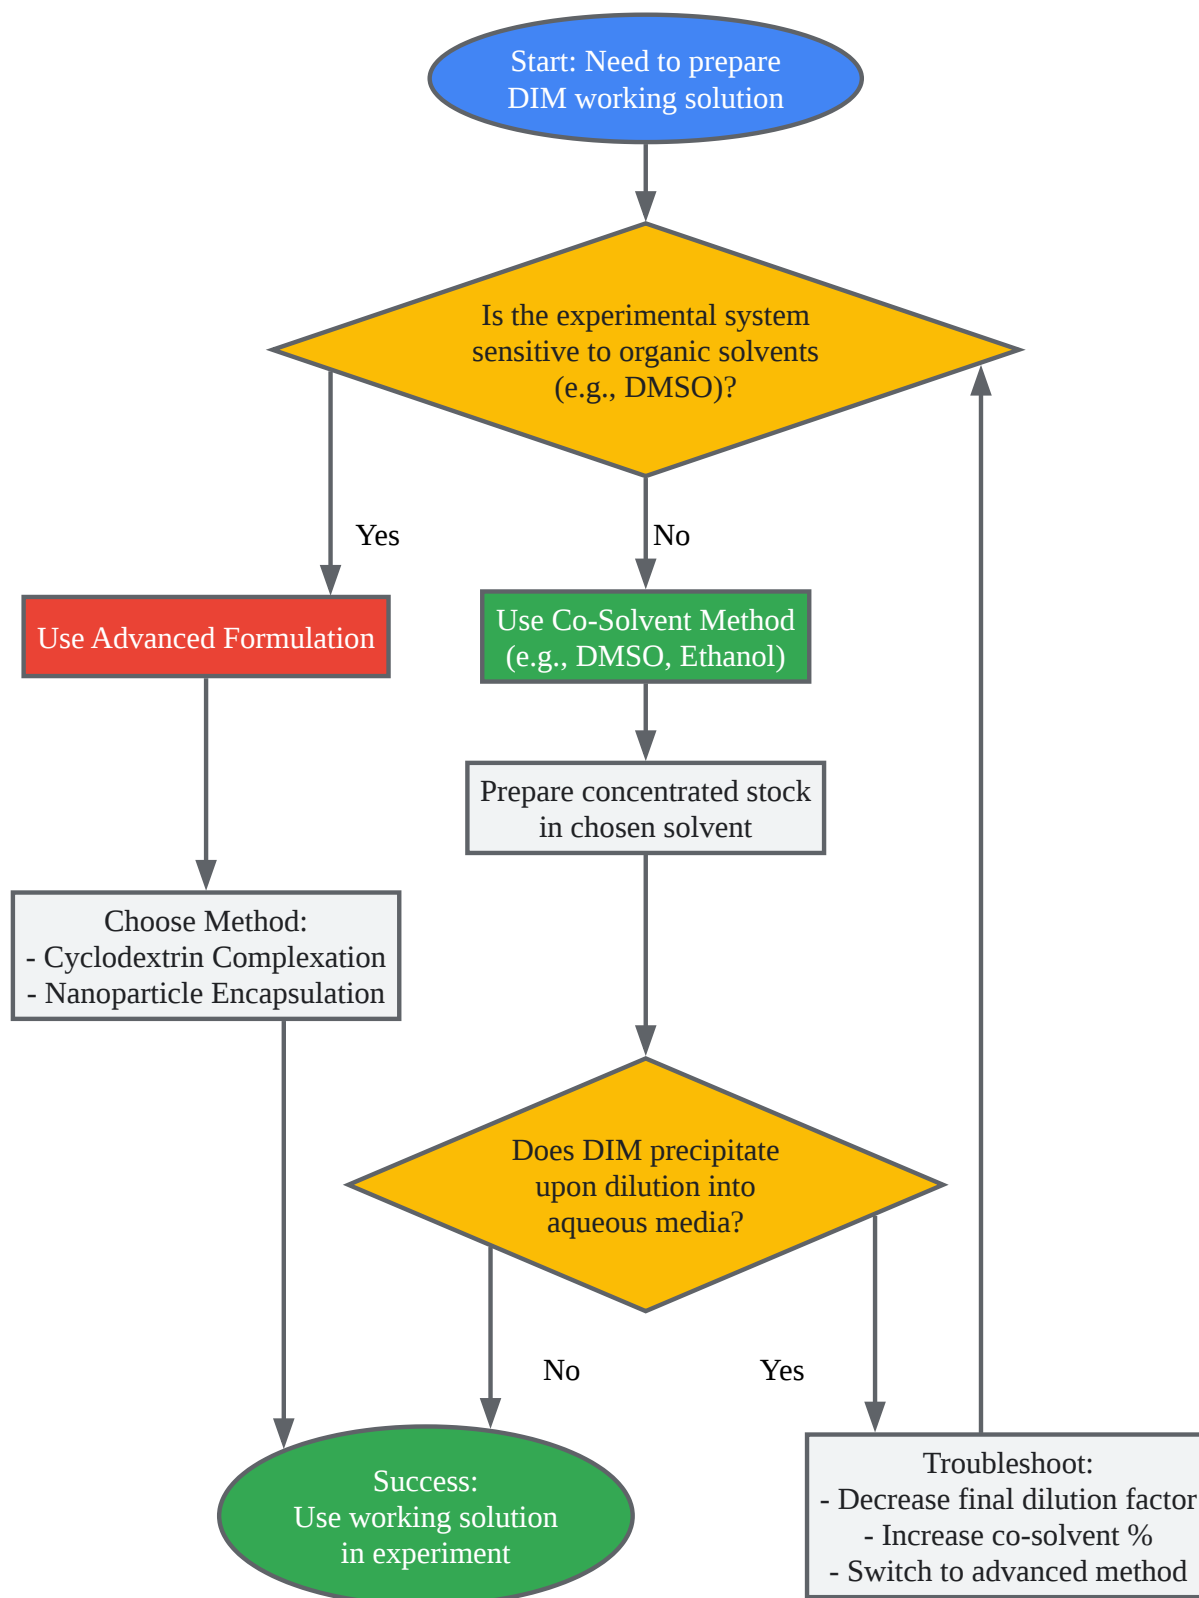 Start: Need to prepare
DIM working solution
Is the experimental system
sensitive to organic solvents
(e.g., DMSO)?
Yes
No
Use Advanced Formulation
Use Co-Solvent Method
(e.g., DMSO, Ethanol)
Prepare concentrated stock
in chosen solvent
Choose Method:
- Cyclodextrin Complexation
- Nanoparticle Encapsulation
Does DIM precipitate
upon dilution into
aqueous media?
No
Yes
Success:
Use working solution
in experiment
Troubleshoot:
- Decrease final dilution factor
- Increase co-solvent %
- Switch to advanced method